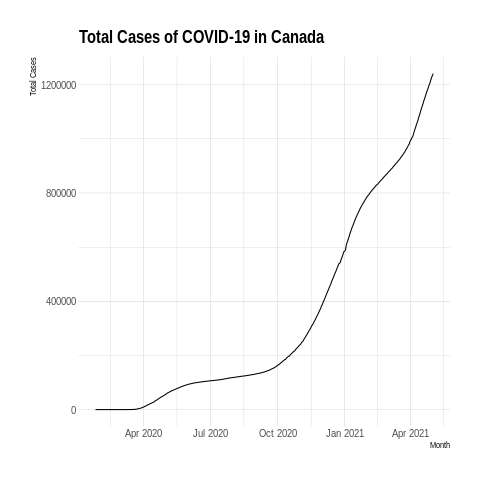 Total Cases of COVID-19 in Canada
Total Cases
1200000
800000
400000
0
Apr 2020 Jul 2020 Oct 2020 Jan 2021 Apr 2021
Month